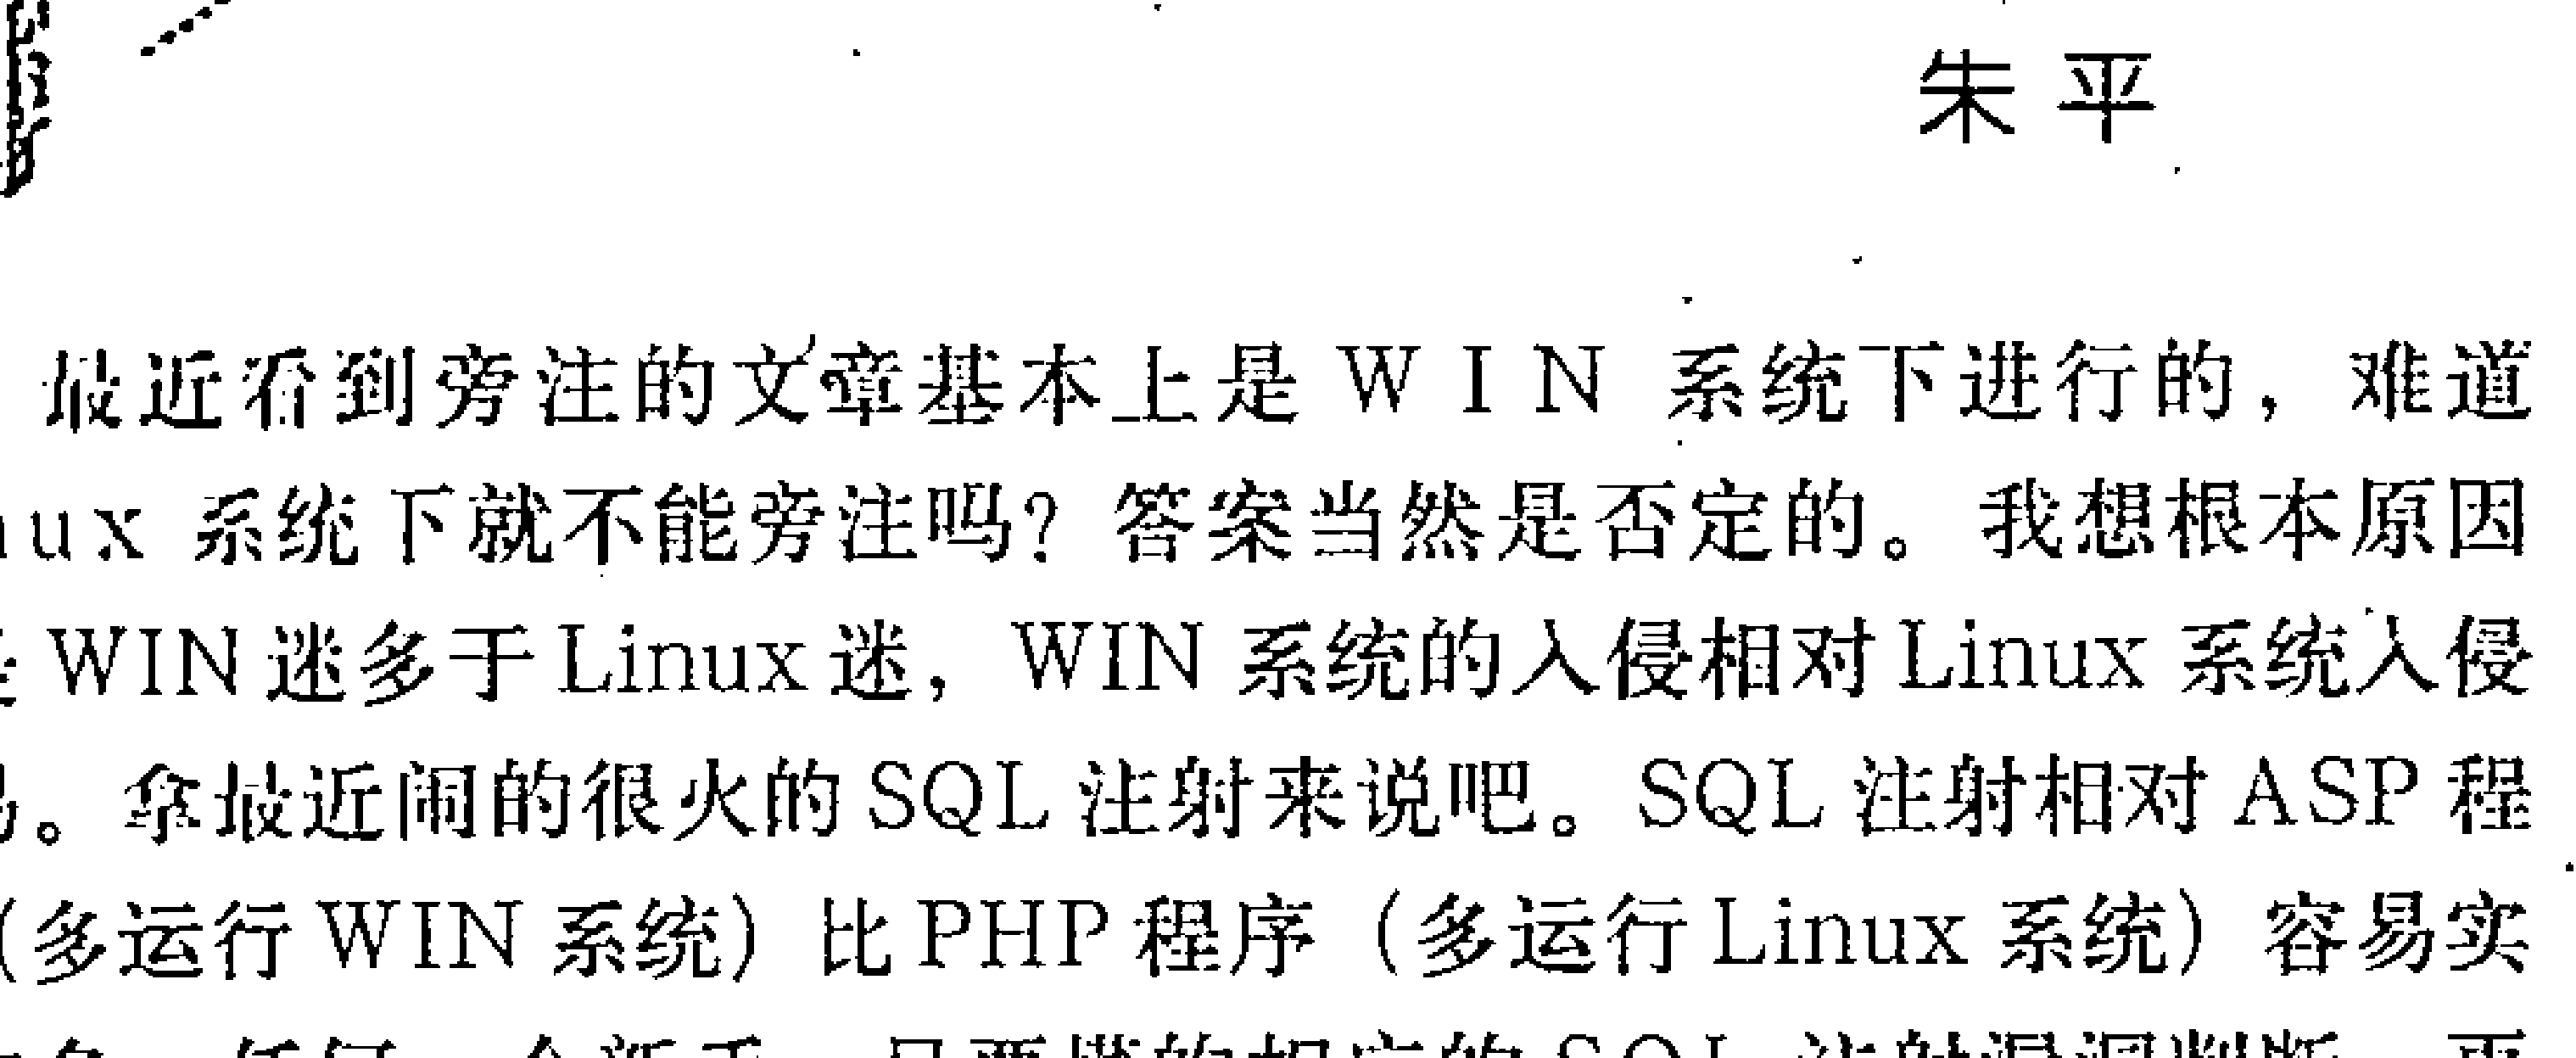 朱平
最近看到旁注的文章基本上是 WIN 系统下进行的，难道
ux 系统下就不能旁注吗？答案当然是否定的。我想根本原因
WIN 迷多于 Linux 迷，WIN 系统的入侵相对 Linux 系统入侵
。拿最近闹的很火的 SQL 注射来说吧。SQL 注射相对 ASP 程
（多运行 WIN 系统）比 PHP 程序（多运行 Linux 系统）容易实